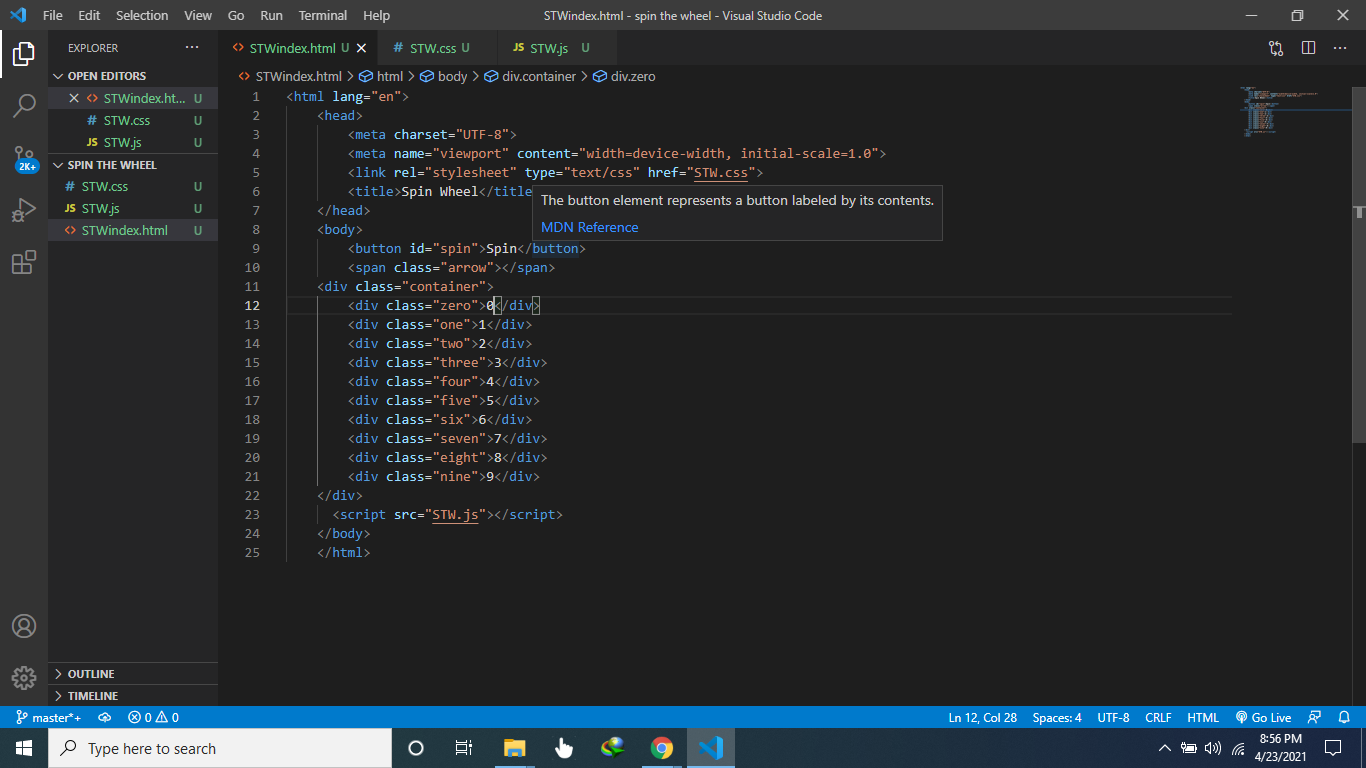 File Edit Selection View Go Run Terminal Help STWindex.html - spin the wheel - Visual Studio Code
EXPLORER ···
OPEN EDITORS
STWindex.ht... U
STW.css U
STW.js U
SPIN THE WHEEL
STW.css U
STW.js U
STWindex.html U
OUTLINE
TIMELINE
2K+
STWindex.html U STW.css U STW.js U ···
STWindex.html > html > body > div.container > div.zero
1 <html lang="en">
2 <head>
3 <meta charset="UTF-8">
4 <meta name="viewport" content="width=device-width, initial-scale=1.0">
5 <link rel="stylesheet" type="text/css" href="STW.css">
6 <title>Spin Wheel</title
The button element represents a button labeled by its contents.
MDN Reference
7 </head>
8 <body>
9 <button id="spin">Spin</button>
10 <span class="arrow"></span>
11 <div class="container">
12 <div class="zero">0</div>
13 <div class="one">1</div>
14 <div class="two">2</div>
15 <div class="three">3</div>
16 <div class="four">4</div>
17 <div class="five">5</div>
18 <div class="six">6</div>
19 <div class="seven">7</div>
20 <div class="eight">8</div>
21 <div class="nine">9</div>
22 </div>
23 <script src="STW.js"></script>
24 </body>
25 </html>
master*+ 0 0 Ln 12, Col 28 Spaces: 4 UTF-8 CRLF HTML Go Live
Type here to search
8:56 PM
4/23/2021